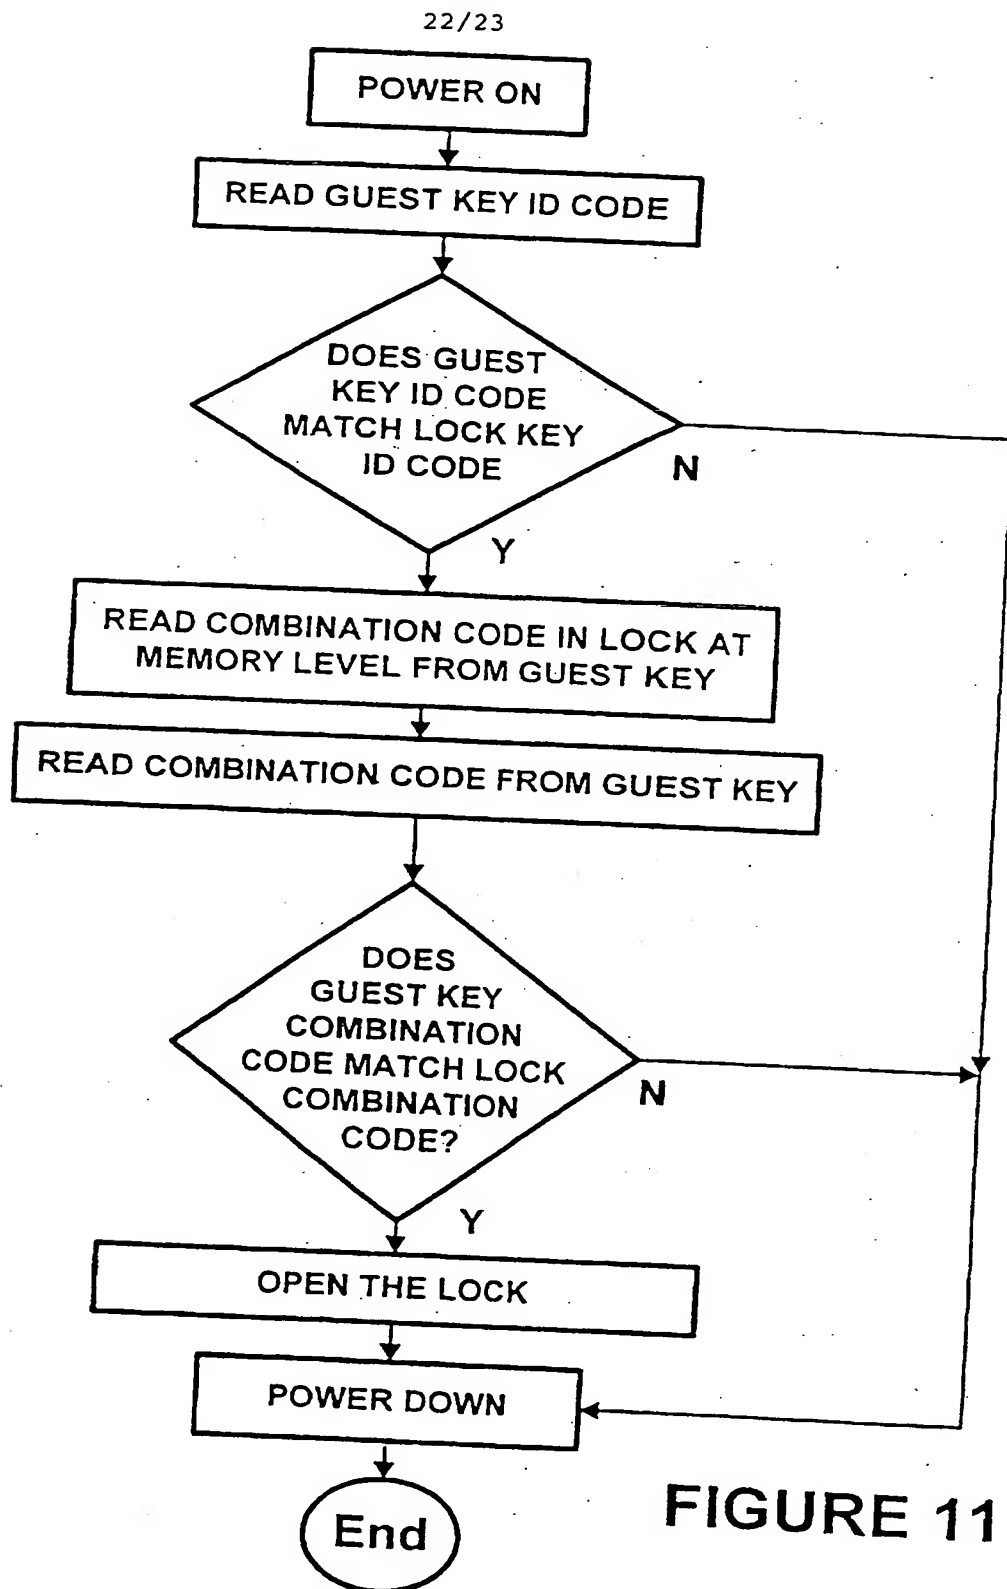 22/23
POWER ON
READ GUEST KEY ID CODE
DOES GUEST
KEY ID CODE
MATCH LOCK KEY
ID CODE
N
Y
READ COMBINATION CODE IN LOCK AT
MEMORY LEVEL FROM GUEST KEY
READ COMBINATION CODE FROM GUEST KEY
DOES
GUEST KEY
COMBINATION
CODE MATCH LOCK
COMBINATION
CODE?
N
Y
OPEN THE LOCK
POWER DOWN
End
FIGURE 11